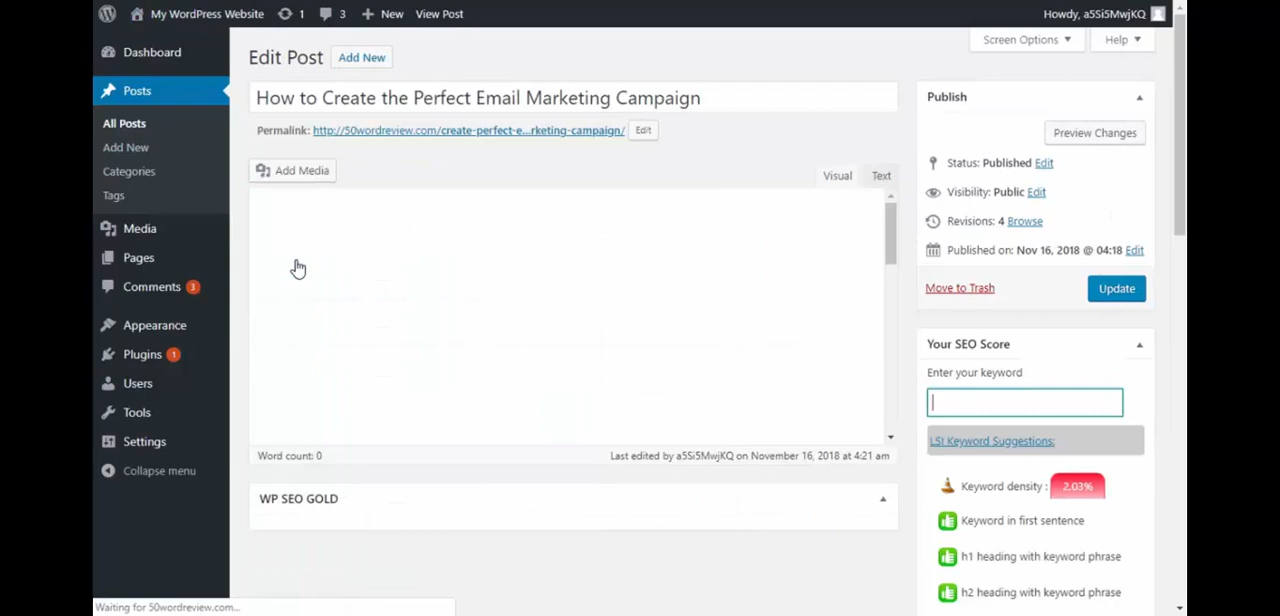 My WordPress Website
1
3
New
View Post
Howdy, a5Si5MwjKQ
Dashboard
Posts
All Posts
Add New
Categories
Tags
Media
Pages
Comments 3
Appearance
Plugins 1
Users
Tools
Settings
Collapse menu
Screen Options
Help
Edit Post
Add New
How to Create the Perfect Email Marketing Campaign
Permalink: http://50wordreview.com/create-perfect-e...rketing-campaign/ Edit
Add Media
Visual
Text
Word count: 0
Last edited by a5Si5MwjKQ on November 16, 2018 at 4:21 am
WP SEO GOLD
Publish
Preview Changes
Status: Published Edit
Visibility: Public Edit
Revisions: 4 Browse
Published on: Nov 16, 2018 @ 04:18 Edit
Move to Trash
Update
Your SEO Score
Enter your keyword
LSI Keyword Suggestions:
Keyword density : 2.03%
Keyword in first sentence
h1 heading with keyword phrase
h2 heading with keyword phrase
Waiting for 50wordreview.com...